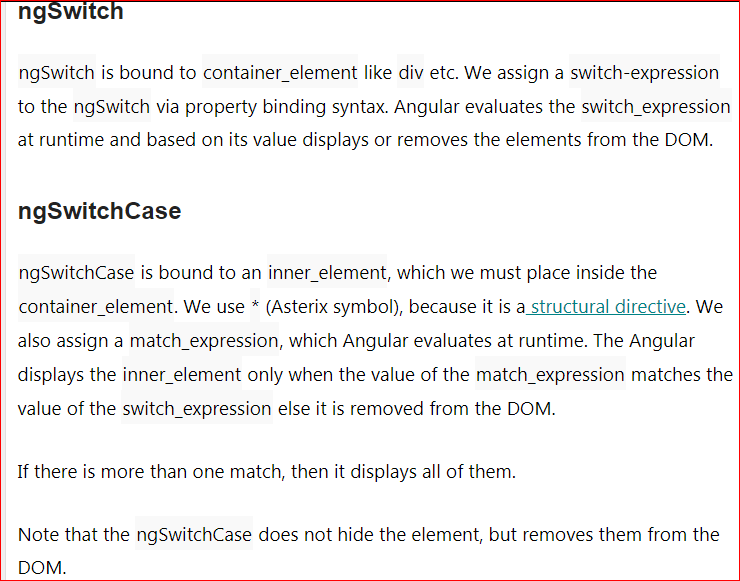 ngSwitch
ngSwitch is bound to container_element like div etc. We assign a switch-expression
to the ngSwitch via property binding syntax. Angular evaluates the switch_expression
at runtime and based on its value displays or removes the elements from the DOM.
ngSwitchCase
ngSwitchCase is bound to an inner_element, which we must place inside the
container_element. We use * (Asterix symbol), because it is a structural directive. We
also assign a match_expression, which Angular evaluates at runtime. The Angular
displays the inner_element only when the value of the match_expression matches the
value of the switch_expression else it is removed from the DOM.
If there is more than one match, then it displays all of them.
Note that the ngSwitchCase does not hide the element, but removes them from the
DOM.